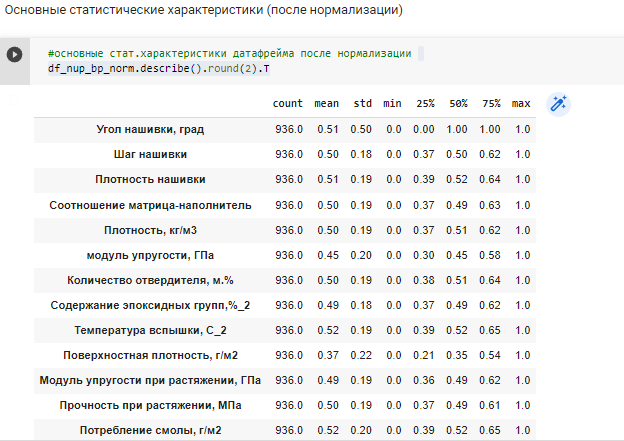 Основные статистические характеристики (после нормализации)
#основные стат.характеристики датафрейма после нормализации
df_nup_bp_norm.describe().round(2).T
count mean std min 25% 50% 75% max
Угол нашивки, град 936.0 0.51 0.50 0.0 0.00 1.00 1.00 1.0
Шаг нашивки 936.0 0.50 0.18 0.0 0.37 0.50 0.62 1.0
Плотность нашивки 936.0 0.51 0.19 0.0 0.39 0.52 0.64 1.0
Соотношение матрица-наполнитель 936.0 0.50 0.19 0.0 0.37 0.49 0.63 1.0
Плотность, кг/м3 936.0 0.50 0.19 0.0 0.37 0.51 0.62 1.0
модуль упругости, ГПа 936.0 0.45 0.20 0.0 0.30 0.45 0.58 1.0
Количество отвердителя, м.% 936.0 0.50 0.19 0.0 0.38 0.51 0.64 1.0
Содержание эпоксидных групп,%_2 936.0 0.49 0.18 0.0 0.37 0.49 0.62 1.0
Температура вспышки, С_2 936.0 0.52 0.19 0.0 0.39 0.52 0.65 1.0
Поверхностная плотность, г/м2 936.0 0.37 0.22 0.0 0.21 0.35 0.54 1.0
Модуль упругости при растяжении, ГПа 936.0 0.49 0.19 0.0 0.36 0.49 0.62 1.0
Прочность при растяжении, МПа 936.0 0.50 0.19 0.0 0.37 0.49 0.61 1.0
Потребление смолы, г/м2 936.0 0.52 0.20 0.0 0.39 0.52 0.65 1.0